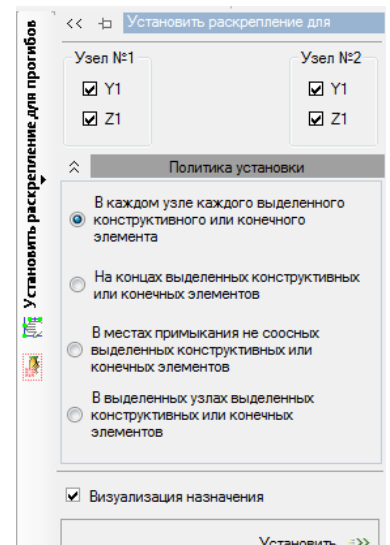 << Установить раскрепление для
Установить раскрепление для прогибов
Узел №1 Узел №2
Y1 Y1
Z1 Z1
Политика установки
В каждом узле каждого выделенного
конструктивного или конечного
элемента
На концах выделенных конструктивных
или конечных элементов
В местах примыкания не соосных
выделенных конструктивных или
конечных элементов
В выделенных узлах выделенных
конструктивных или конечных
элементов
Визуализация назначения
Установить =>>